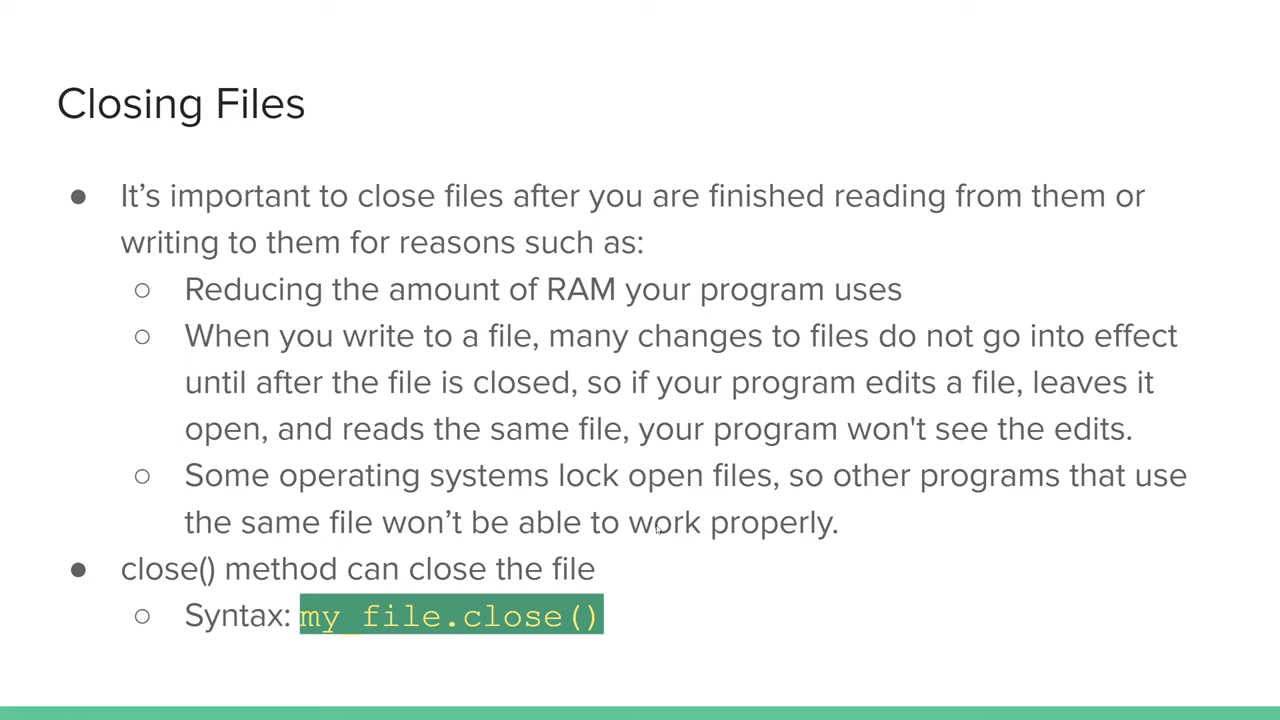 Closing Files
● It’s important to close files after you are finished reading from them or
writing to them for reasons such as:
○ Reducing the amount of RAM your program uses
○ When you write to a file, many changes to files do not go into effect
until after the file is closed, so if your program edits a file, leaves it
open, and reads the same file, your program won't see the edits.
○ Some operating systems lock open files, so other programs that use
the same file won’t be able to work properly.
● close() method can close the file
○ Syntax: my_file.close()